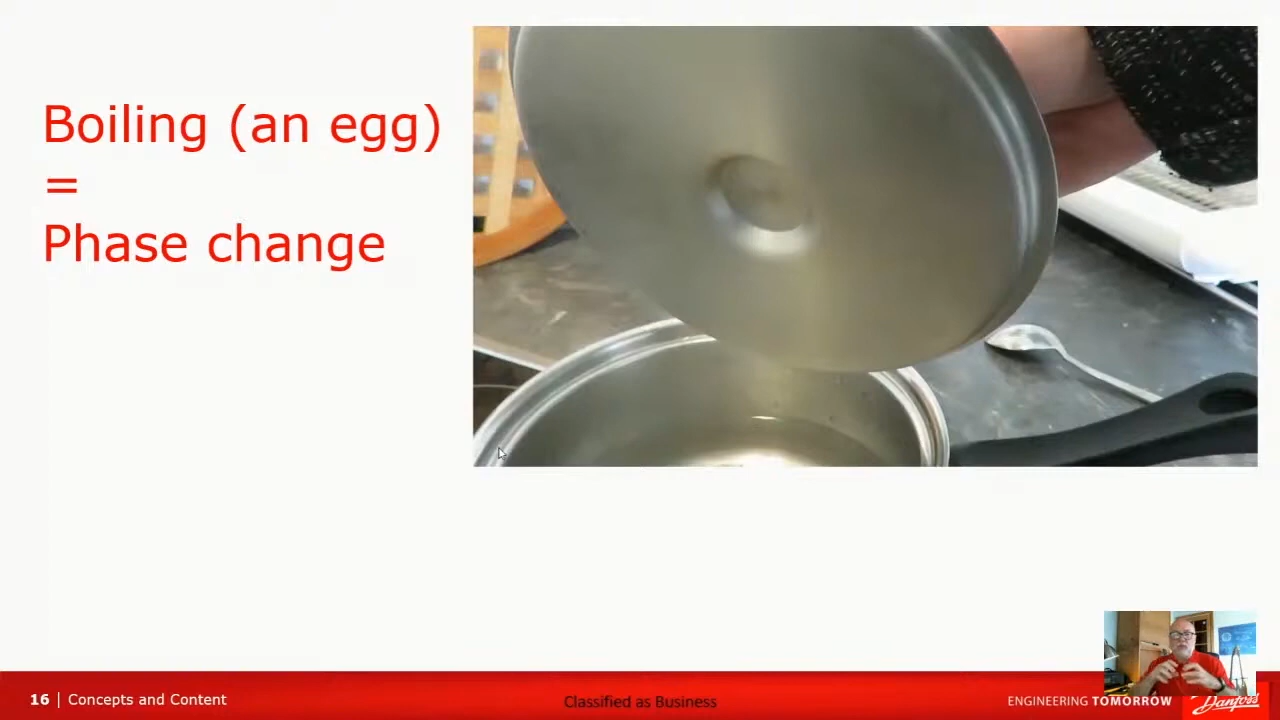 Boiling (an egg)
=
Phase change
16 | Concepts and Content
Classified as Business
ENGINEERING TOMORROW
Danfoss